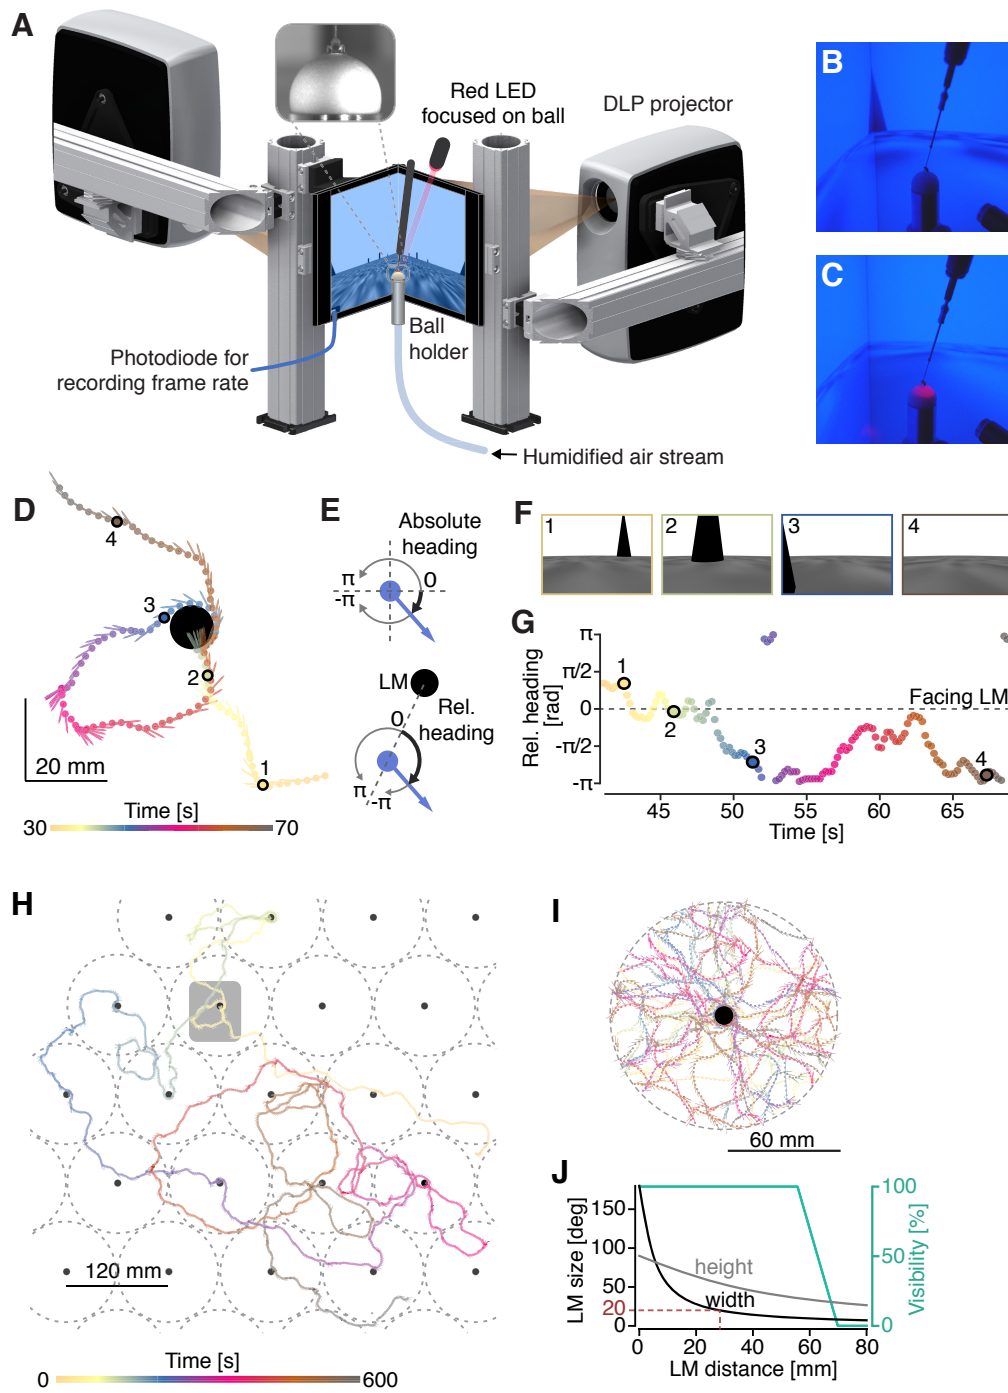 A
Red LED
focused on ball
DLP projector
Photodiode for
recording frame rate
Ball
holder
Humidified air stream
B
C
D
4
3
2
1
20 mm
Time [s]
30
70
E
Absolute
heading
π
-π
0
LM
Rel.
heading
0
π
-π
F
1
2
3
4
G
Rel. heading
[rad]
π
π/2
0
-π/2
-π
1
2
3
4
Facing LM
45
50
55
60
65
Time [s]
H
120 mm
Time [s]
0
600
I
60 mm
J
LM size [deg]
150
100
50
20
0
height
width
100
50
0
Visibility [%]
0
20
40
60
80
LM distance [mm]